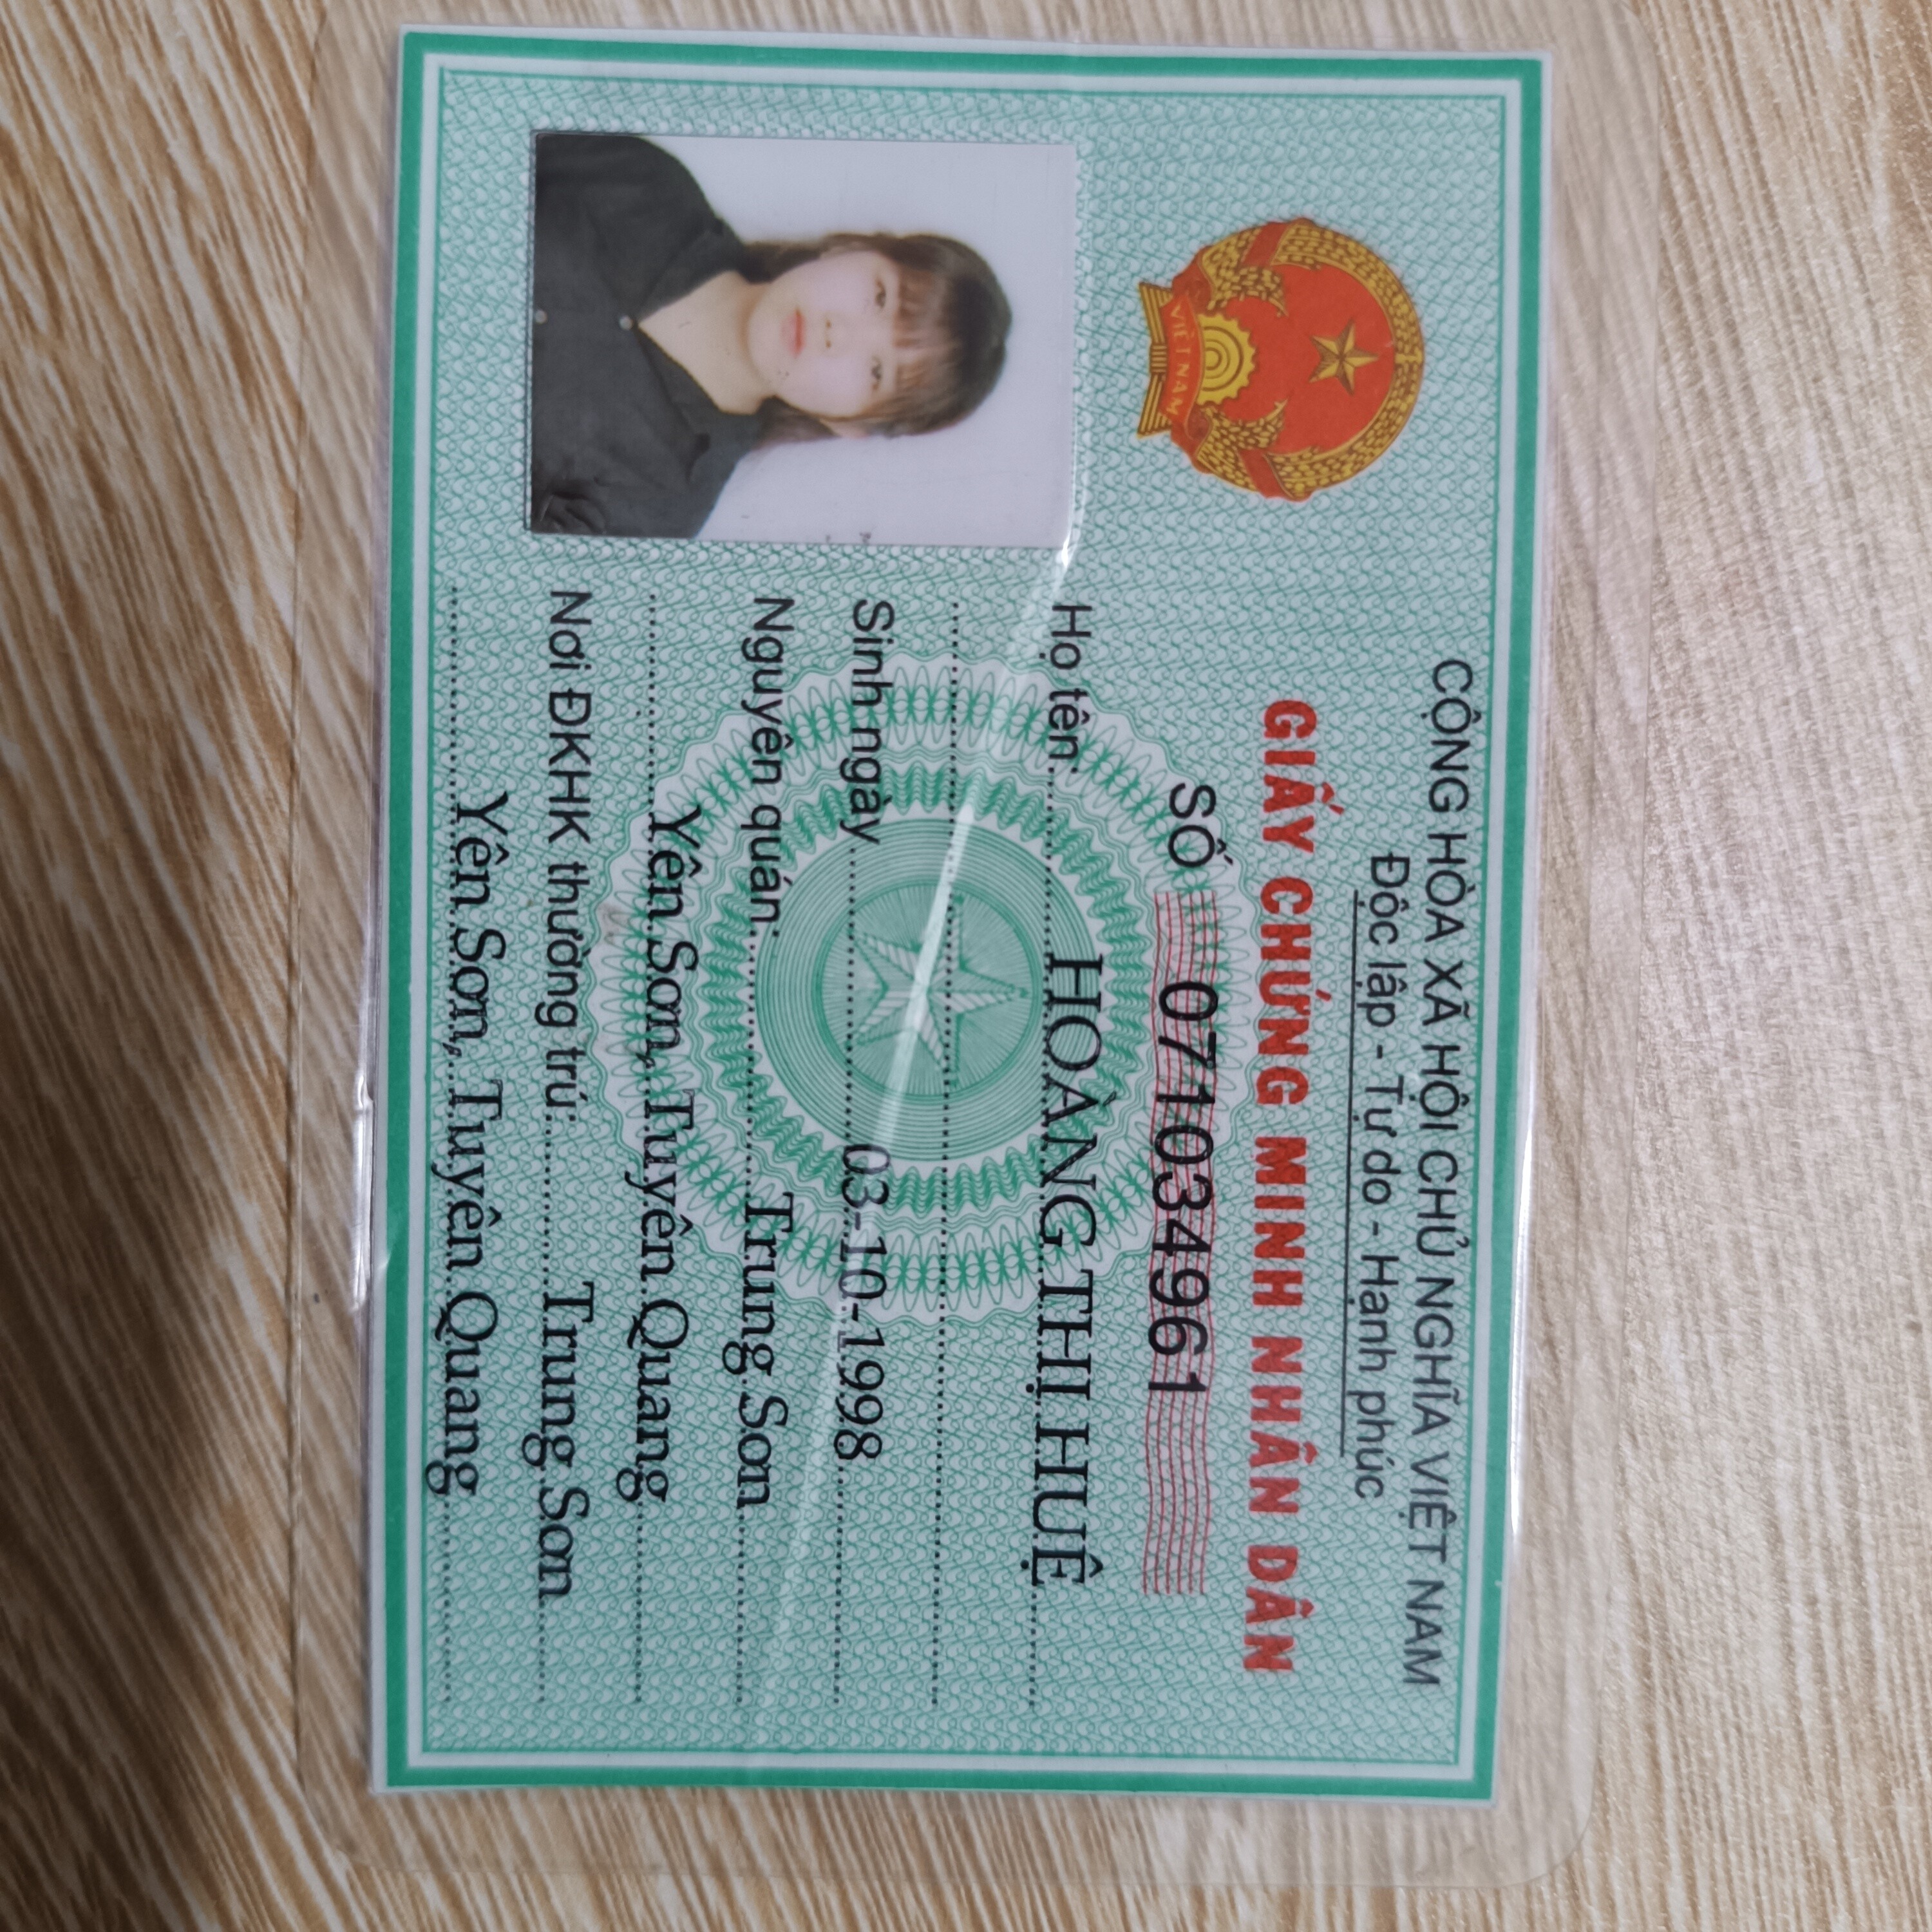 CỘNG HÒA XÃ HỘI CHỦ NGHĨA VIỆT NAM
Độc lập - Tự do - Hạnh phúc
GIẤY CHỨNG MINH NHÂN DÂN
SỐ 071034961
Họ tên HOÀNG THỊ HUỆ
Sinh ngày 03-10-1998
Nguyên quán Trung Sơn
Yên Sơn, Tuyên Quang
Nơi ĐKHK thường trú: Trung Sơn
Yên Sơn, Tuyên Quang
VIỆT NAM